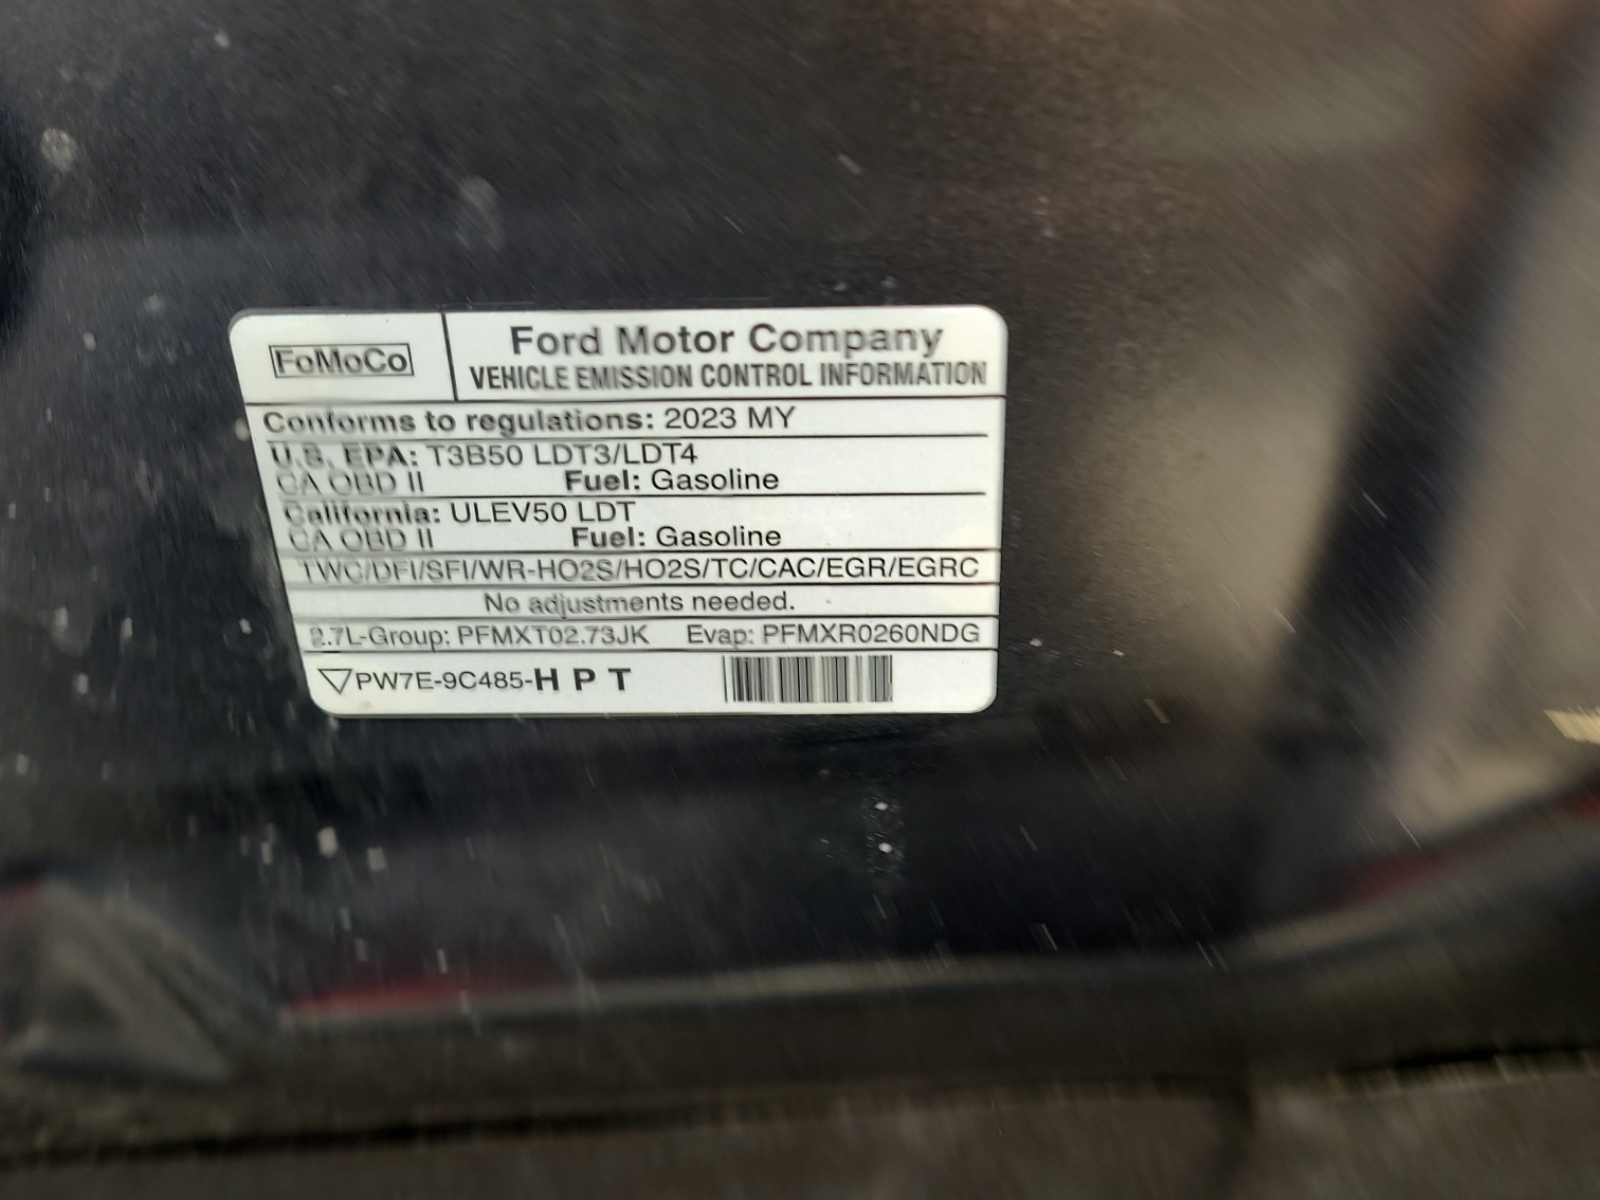 FoMoCo
Ford Motor Company
VEHICLE EMISSION CONTROL INFORMATION
Conforms to regulations: 2023 MY
U.S. EPA: T3B50 LDT3/LDT4
CA OBD II Fuel: Gasoline
California: ULEV50 LDT
CA OBD II Fuel: Gasoline
TWC/DFI/SFI/WR-HO2S/HO2S/TC/CAC/EGR/EGRC
No adjustments needed.
2.7L-Group: PFMXT02.73JK Evap: PFMXR0260NDG
PW7E-9C485-H P T